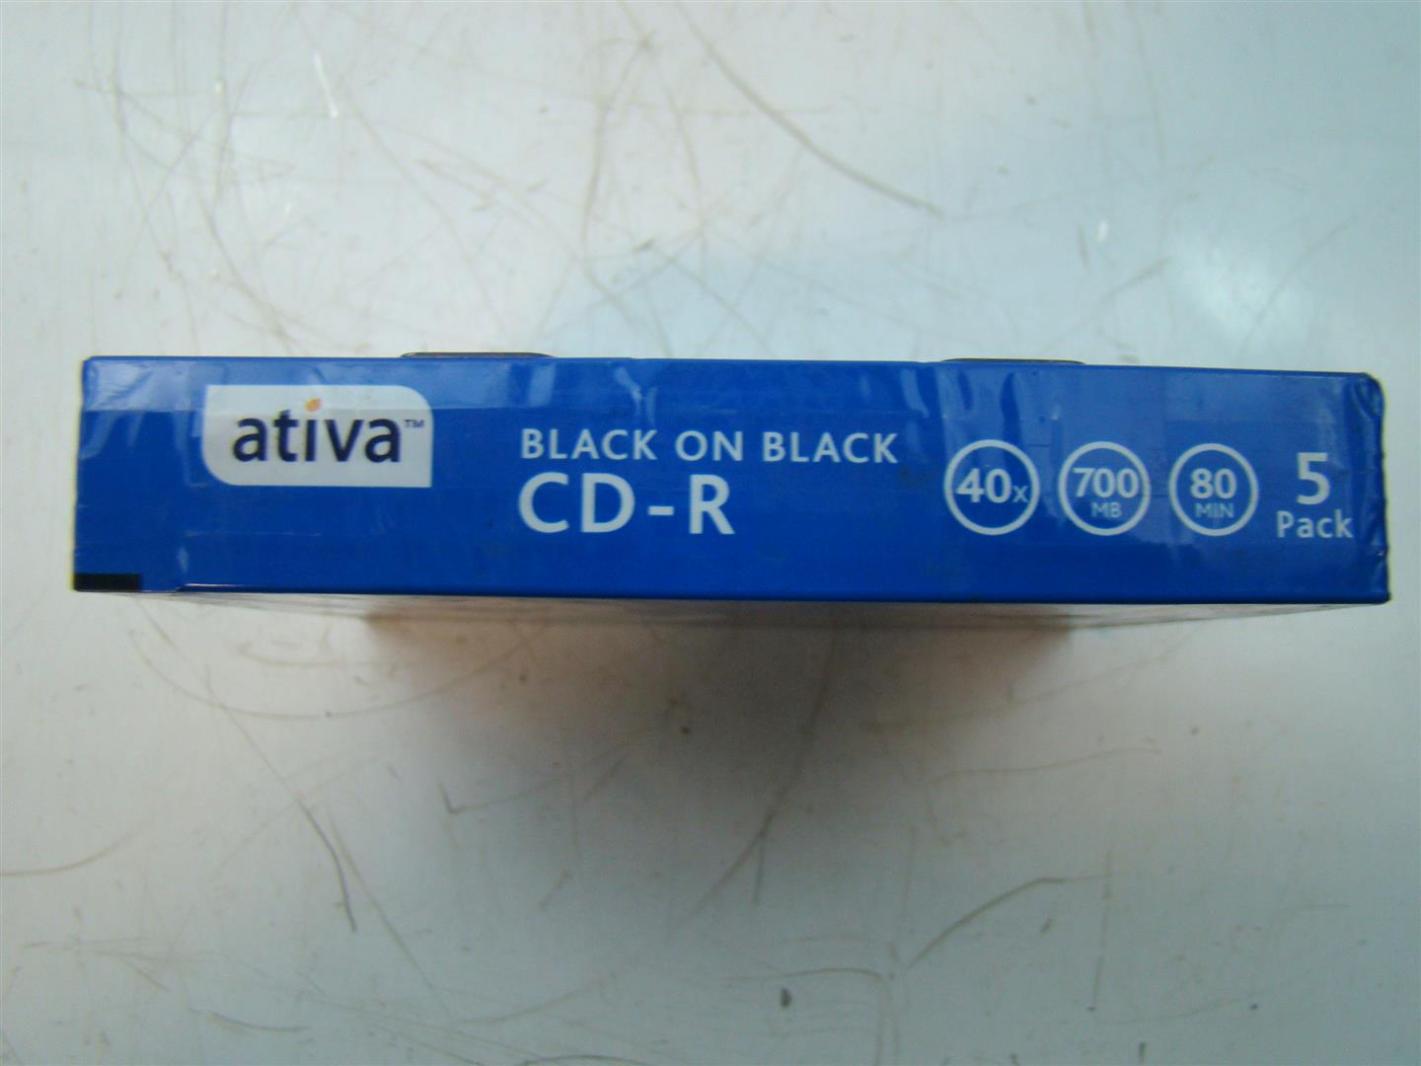 ativa™
BLACK ON BLACK
CD-R
40x
700
MB
80
MIN
5
Pack